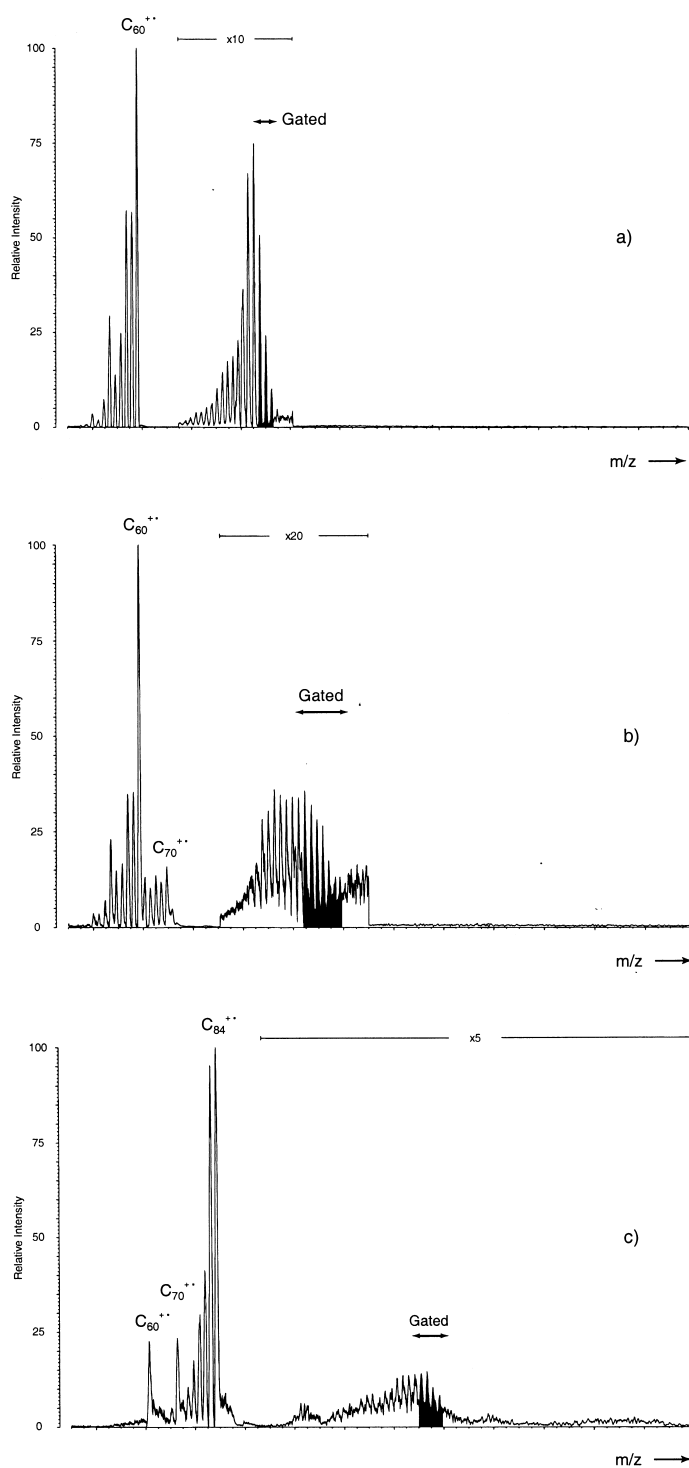 C₆₀⁺˙
x10
100
Gated
75
50
25
0
Relative Intensity
a)
m/z
C₆₀⁺˙
x20
100
75
Gated
50
25
0
Relative Intensity
b)
C₇₀⁺˙
m/z
C₈₄⁺˙
x5
100
75
50
25
0
Relative Intensity
c)
C₇₀⁺˙
C₆₀⁺˙
Gated
m/z